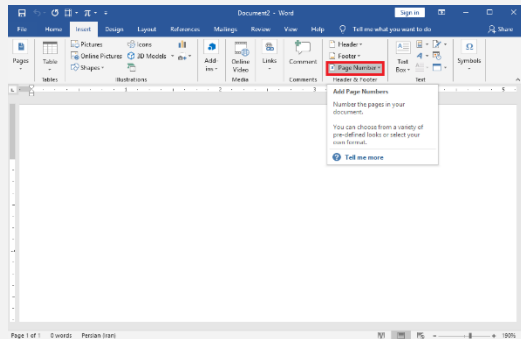 Document2 - Word
Sign in
File Home Insert Design Layout References Mailings Review View Help Tell me what you want to do Share
Pages
Table
Tables
Pictures
Online Pictures
Shapes
Icons
3D Models
Illustrations
Add-ins
Online Video
Media
Links
Comment
Comments
Header
Footer
Page Number
Header & Footer
Text Box
Text
Symbols
Add Page Numbers
Number the pages in your
document.
You can choose from a variety of
pre-defined looks or select your
own format.
Tell me more
Page 1 of 1 0 words Persian (Iran) 190%